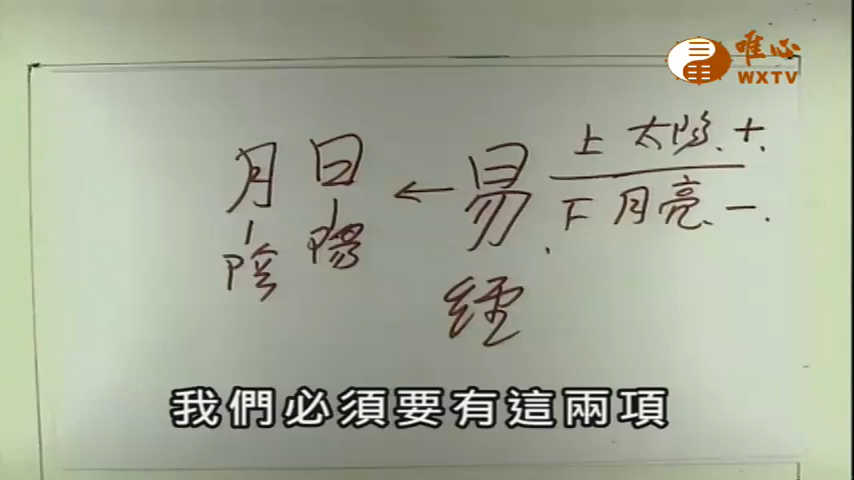 唯心
WXTV
上 太陽、十、
下 月亮、一、
易經
日-陽
月-陰
我們必須要有這兩項